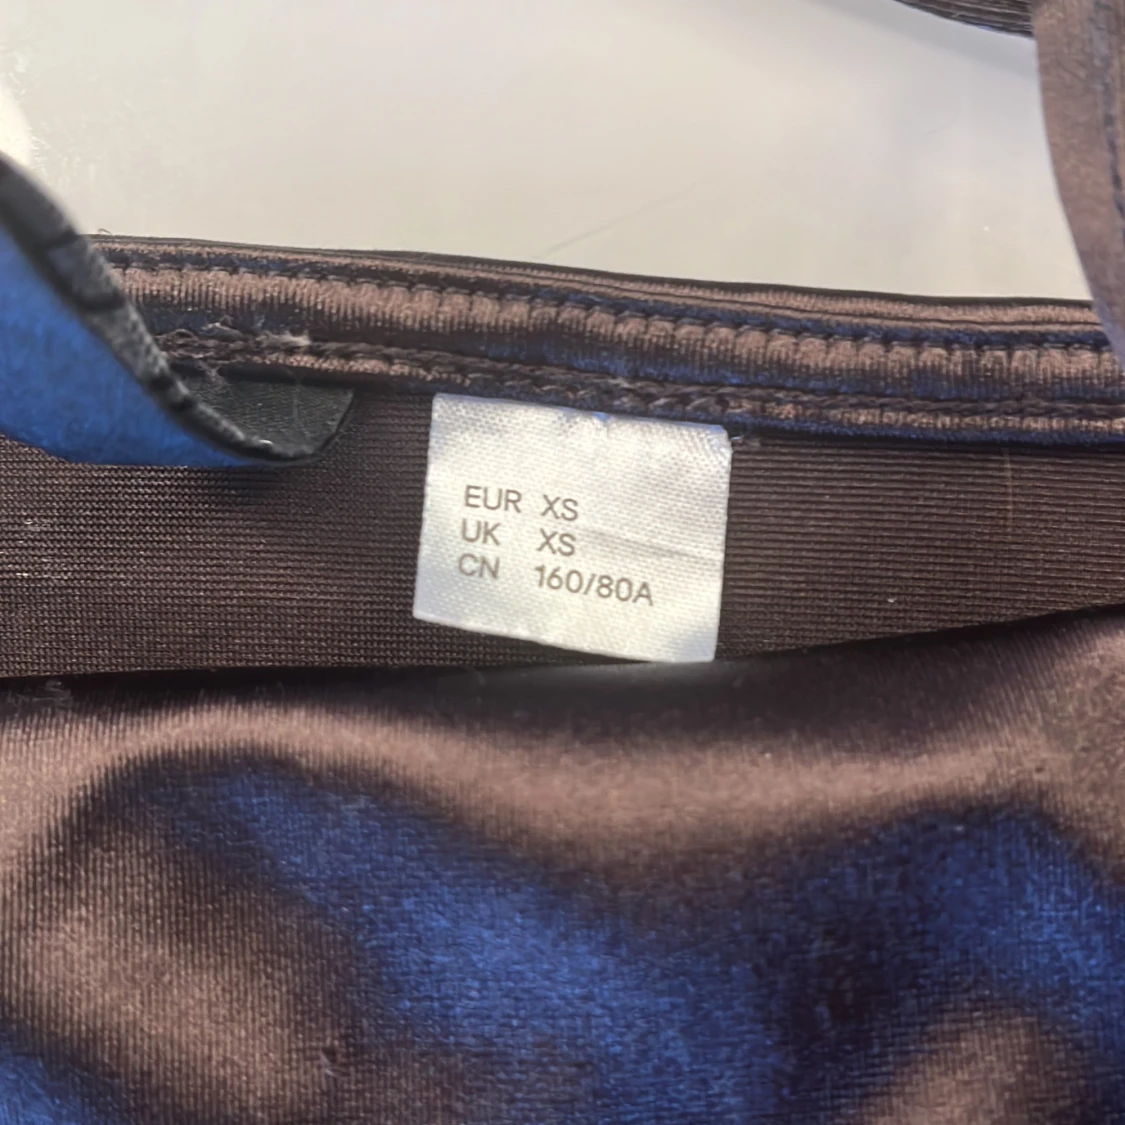 EUR XS
UK XS
CN 160/80A